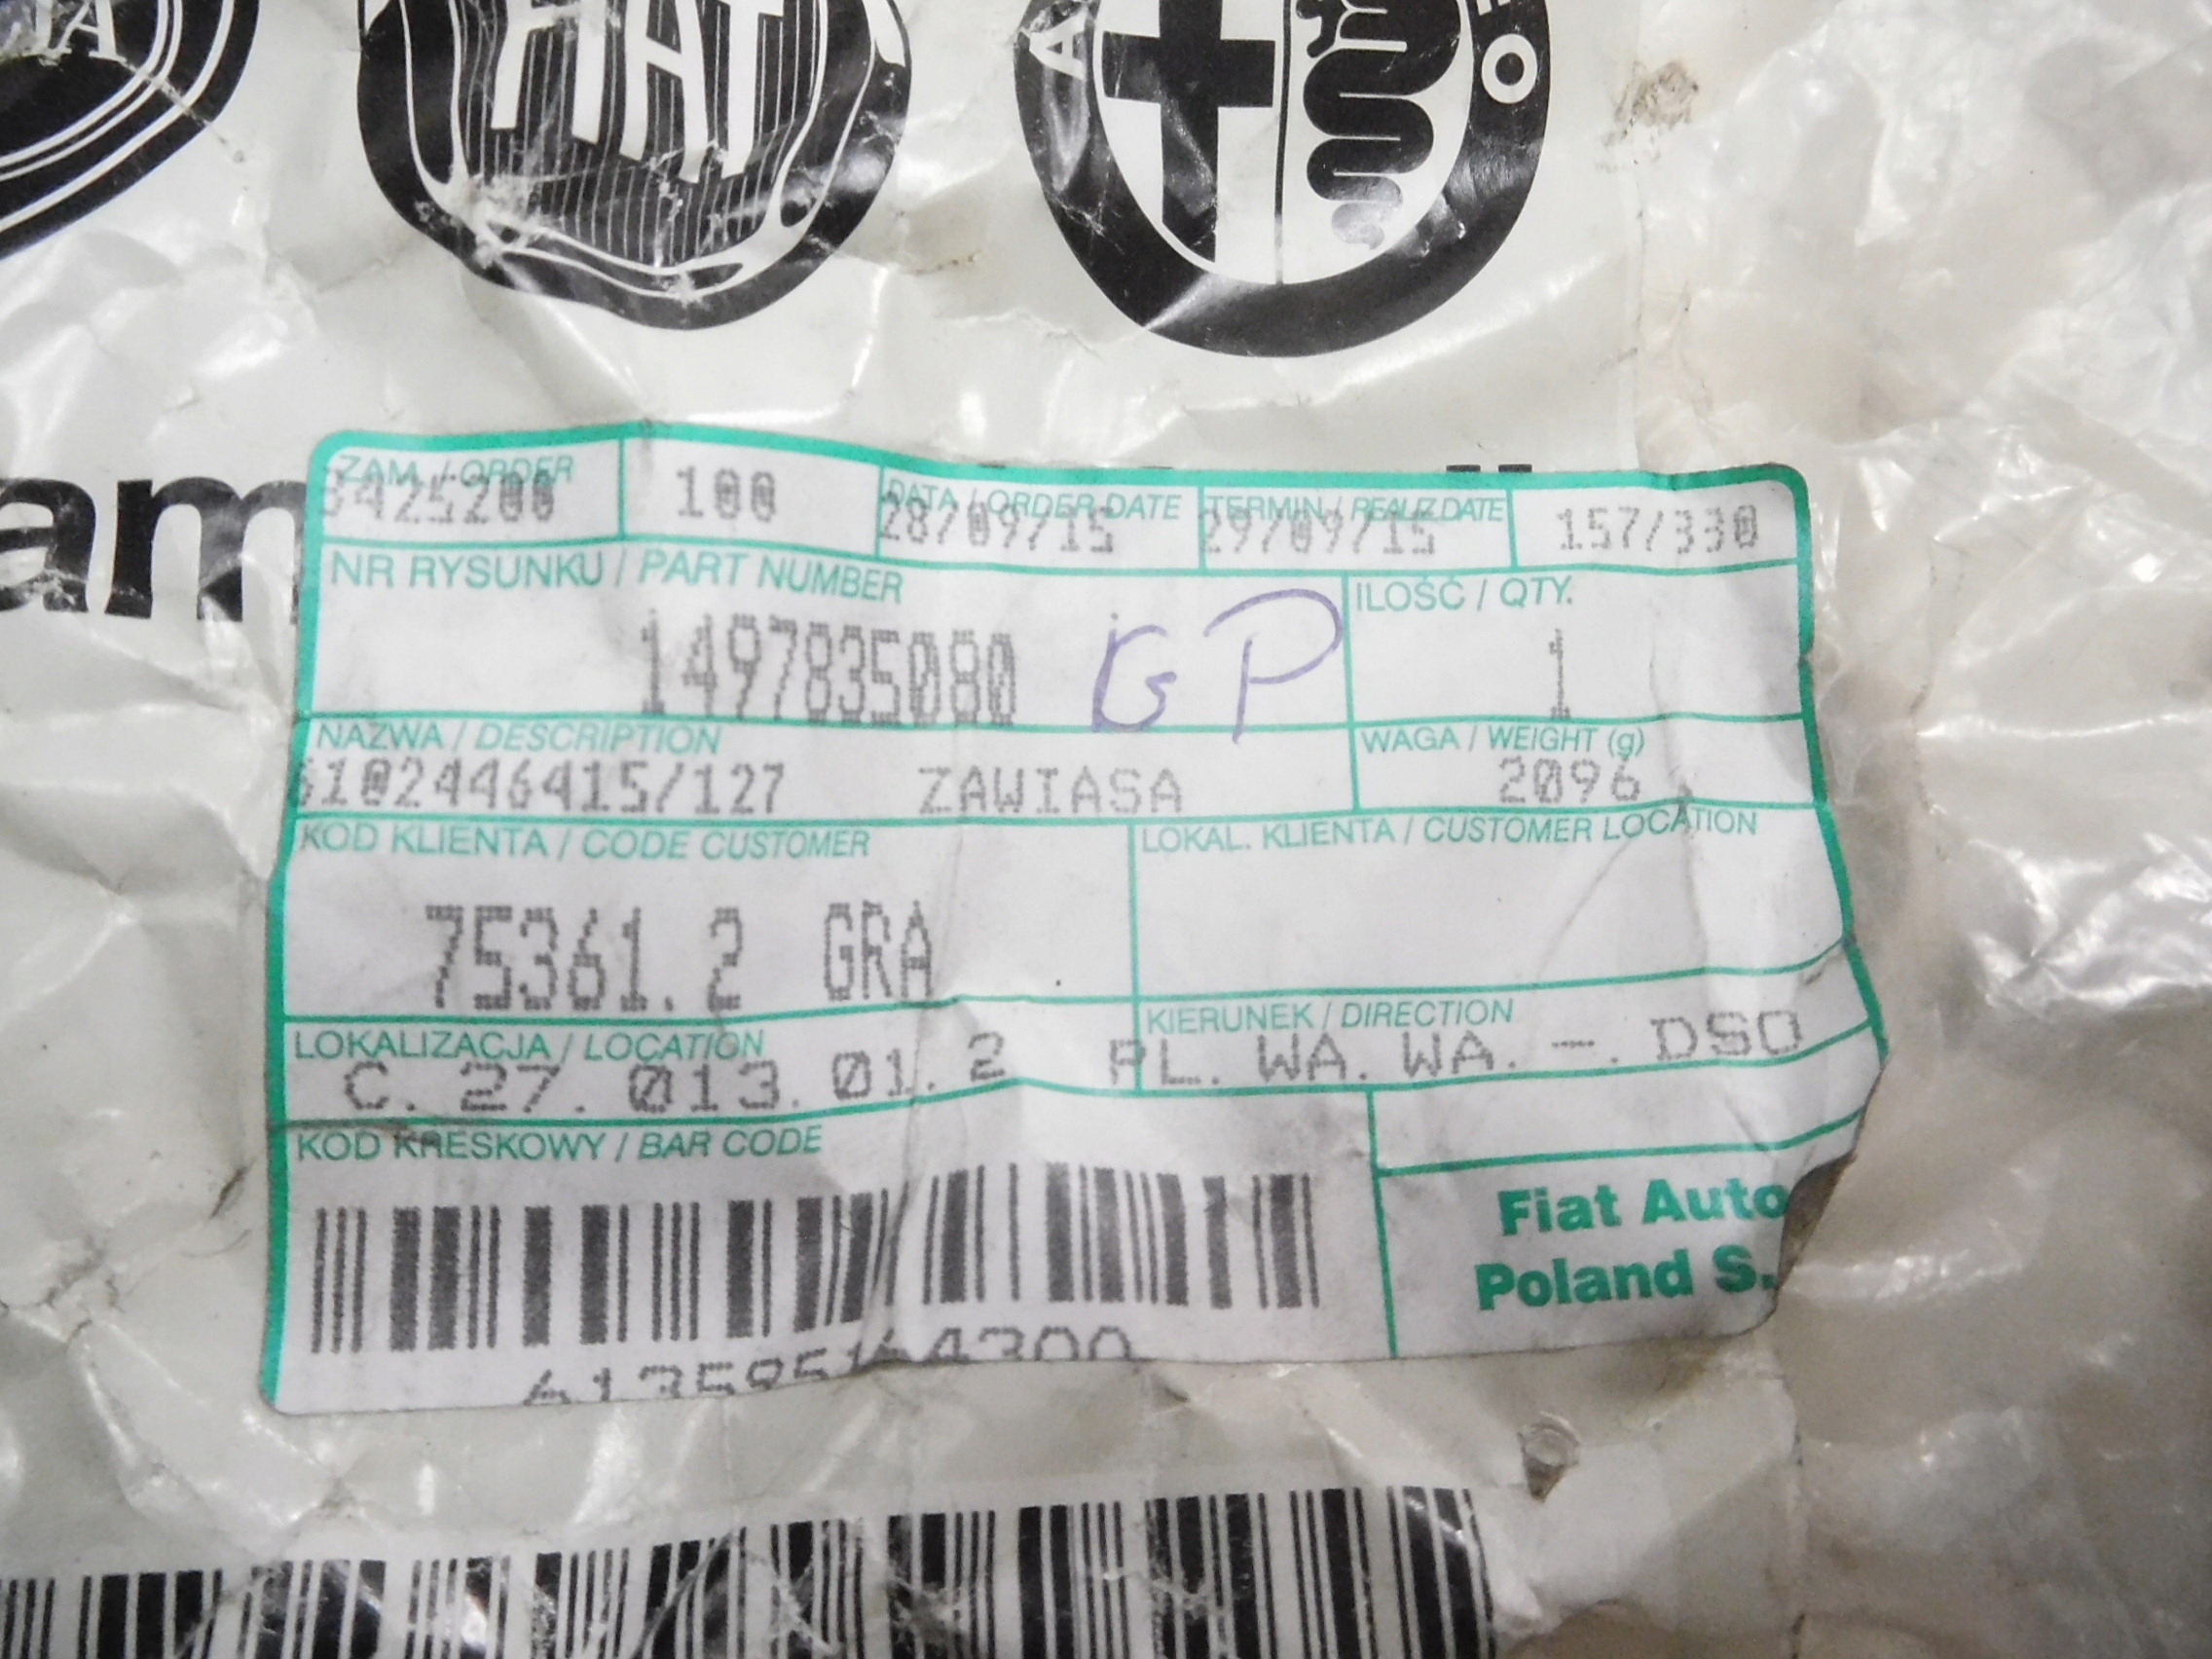 FIAT
A
O
am
ZAM. / ORDER
3425200
100
DATA / ORDER DATE
28/09/15
TERMIN / REALIZ.DATE
29/09/15
157/330
NR RYSUNKU / PART NUMBER
1497835080 GP
ILOŚĆ / QTY.
1
NAZWA / DESCRIPTION
6102446415/127 ZAWIASA
WAGA / WEIGHT (g)
2096
KOD KLIENTA / CODE CUSTOMER
75361.2 GRA
LOKAL. KLIENTA / CUSTOMER LOCATION
LOKALIZACJA / LOCATION
C. 27. 013. 01. 2
KIERUNEK / DIRECTION
PL. WA. WA. -. DSO
KOD KRESKOWY / BAR CODE
Fiat Auto
Poland S.